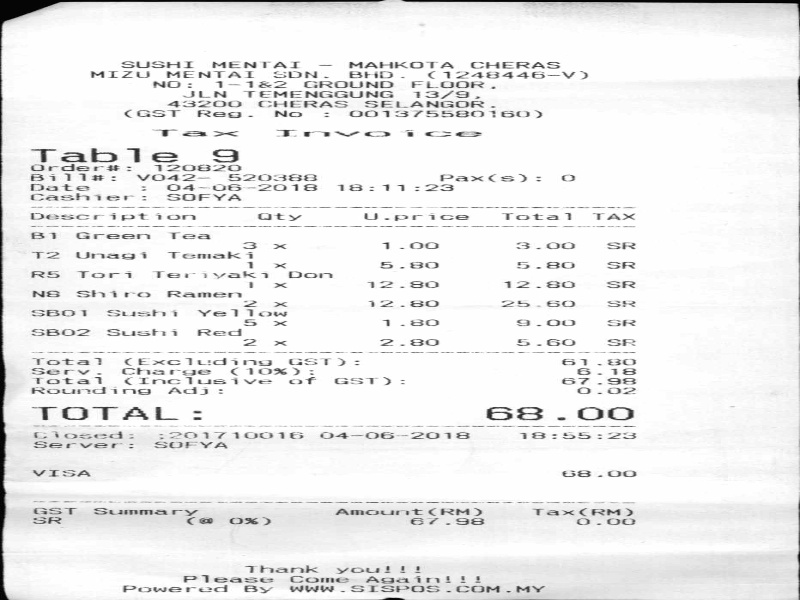 SUSHI MENTAI - MAHKOTA CHERAS
MIZU MENTAI SDN. BHD. (1248446-V)
NO: 1-1&2 GROUND FLOOR,
JLN TEMENGGUNG 13/9,
43200 CHERAS SELANGOR.
(GST Reg. No : 001375580160)
Tax Invoice
Table 9
Order#: 120820
Bill#: V042- 520388 Pax(s): 0
Date : 04-06-2018 18:11:23
Cashier: SOFYA
Description Qty U.price Total TAX
B1 Green Tea
3 x 1.00 3.00 SR
T2 Unagi Temaki
1 x 5.80 5.80 SR
R5 Tori Teriyaki Don
1 x 12.80 12.80 SR
N8 Shiro Ramen
2 x 12.80 25.60 SR
SB01 Sushi Yellow
5 x 1.80 9.00 SR
SB02 Sushi Red
2 x 2.80 5.60 SR
Total (Excluding GST): 61.80
Serv. Charge (10%): 6.18
Total (Inclusive of GST): 67.98
Rounding Adj: 0.02
TOTAL: 68.00
Closed: :201710016 04-06-2018 18:55:23
Server: SOFYA
VISA 68.00
GST Summary Amount(RM) Tax(RM)
SR (@ 0%) 67.98 0.00
Thank you!!!
Please Come Again!!!
Powered By WWW.SISPOS.COM.MY